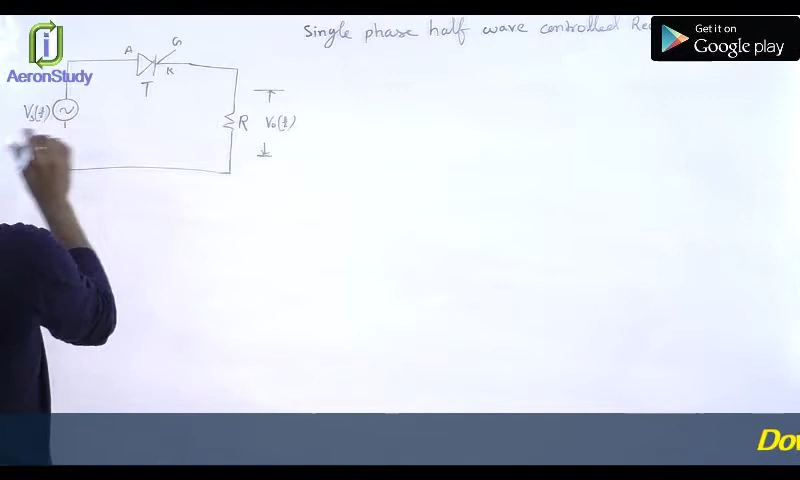 Single phase half wave controlled
GET IT ON
Google play
AeronStudy
A
G
K
T
Vs(t)
R
Vo(t)